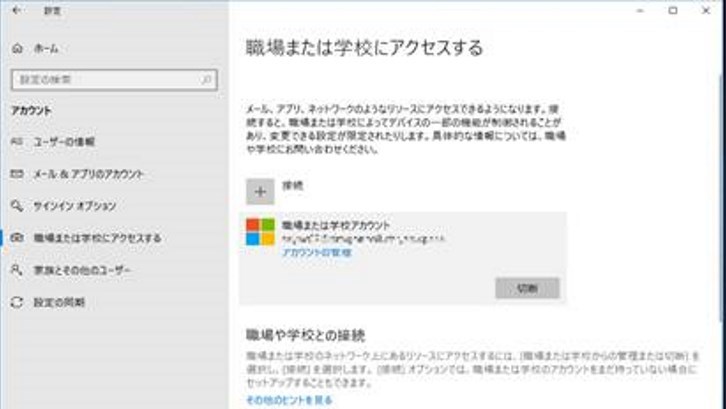 設定
ホーム
設定の検索
アカウント
ユーザーの情報
メール & アプリのアカウント
サインイン オプション
職場または学校にアクセスする
家族とその他のユーザー
設定の同期
職場または学校にアクセスする
メール、アプリ、ネットワークのようなリソースにアクセスできるようになります。接
続すると、職場または学校によってデバイスの一部の機能が制御されることが
あり、変更できる設定が限定されたりします。具体的な情報については、職場
や学校にお問い合わせください。
接続
職場または学校アカウント
アカウントの管理
切断
職場や学校との接続
職場または学校のネットワーク上にあるリソースにアクセスするには、[職場または学校からの管理または切断] を
選択し、[接続] を選択します。[接続] オプションでは、職場または学校のアカウントをまだ持っていない場合に
セットアップすることもできます。
その他のヒントを見る